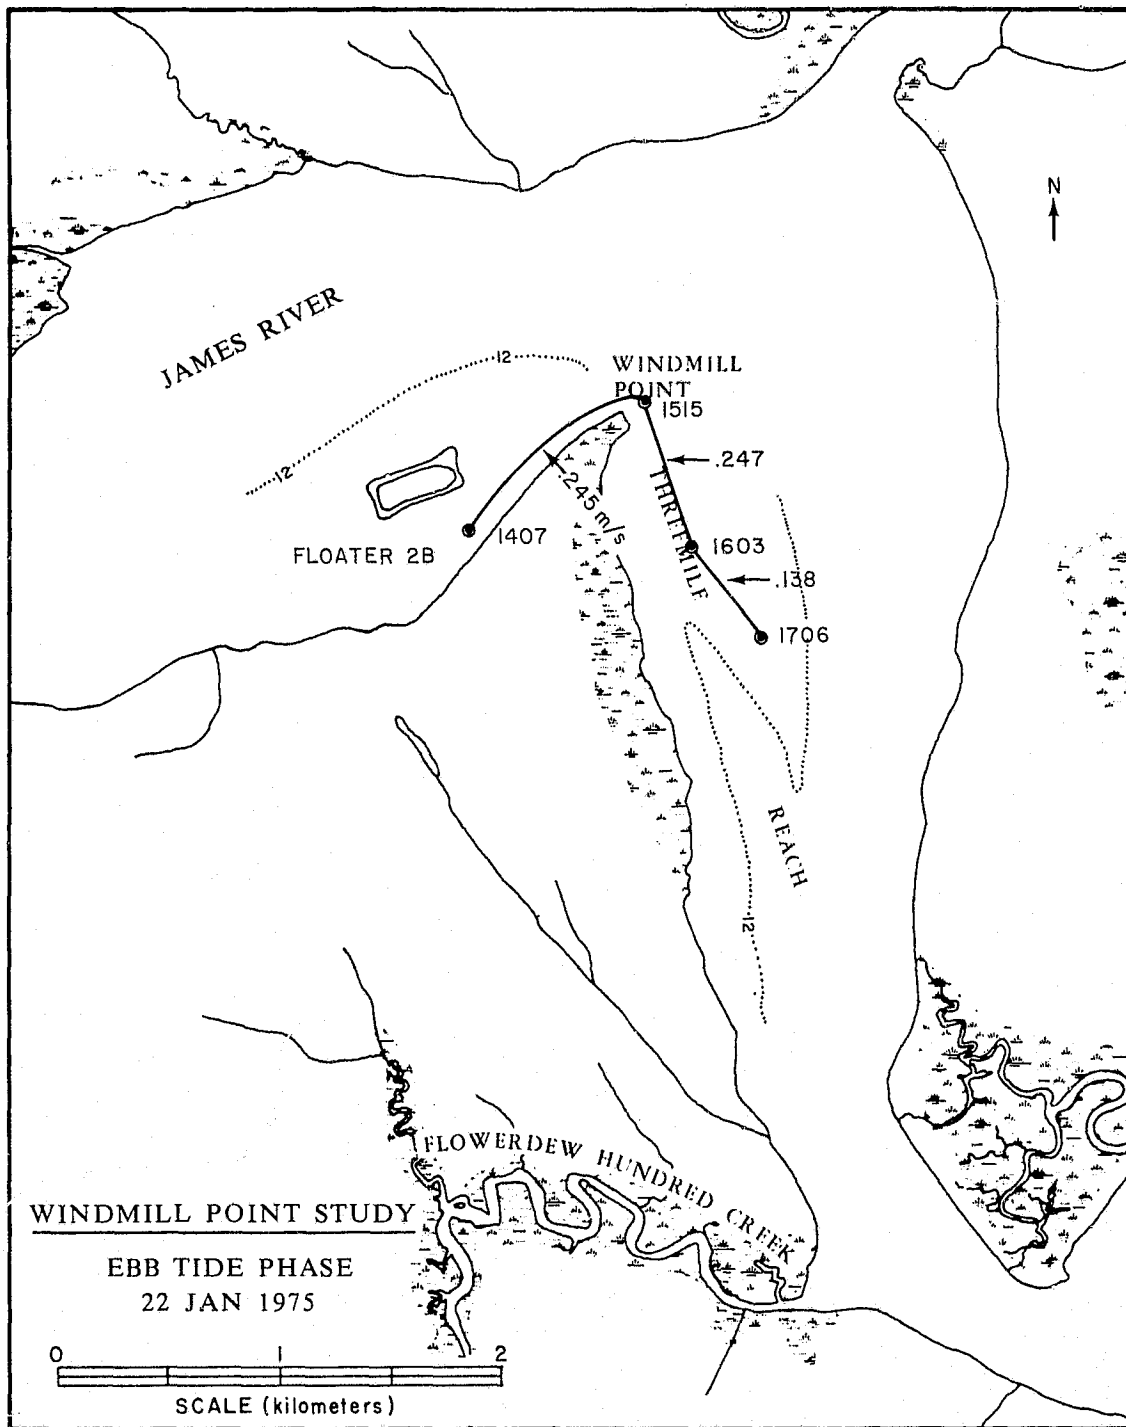 N
JAMES RIVER
12
WINDMILL
POINT
1515
.247
12
THREEMILE
.245 m/s
1407
1603
FLOATER 2B
.138
1706
REACH
12
FLOWERDEW HUNDRED CREEK
WINDMILL POINT STUDY
EBB TIDE PHASE
22 JAN 1975
0 1 2
SCALE (kilometers)